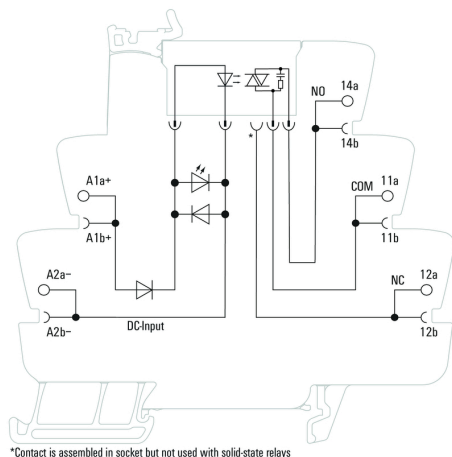 NO
14a
14b
*
A1a+
COM
11a
A1b+
11b
A2a–
NC
12a
A2b–
DC-Input
12b
*Contact is assembled in socket but not used with solid-state relays